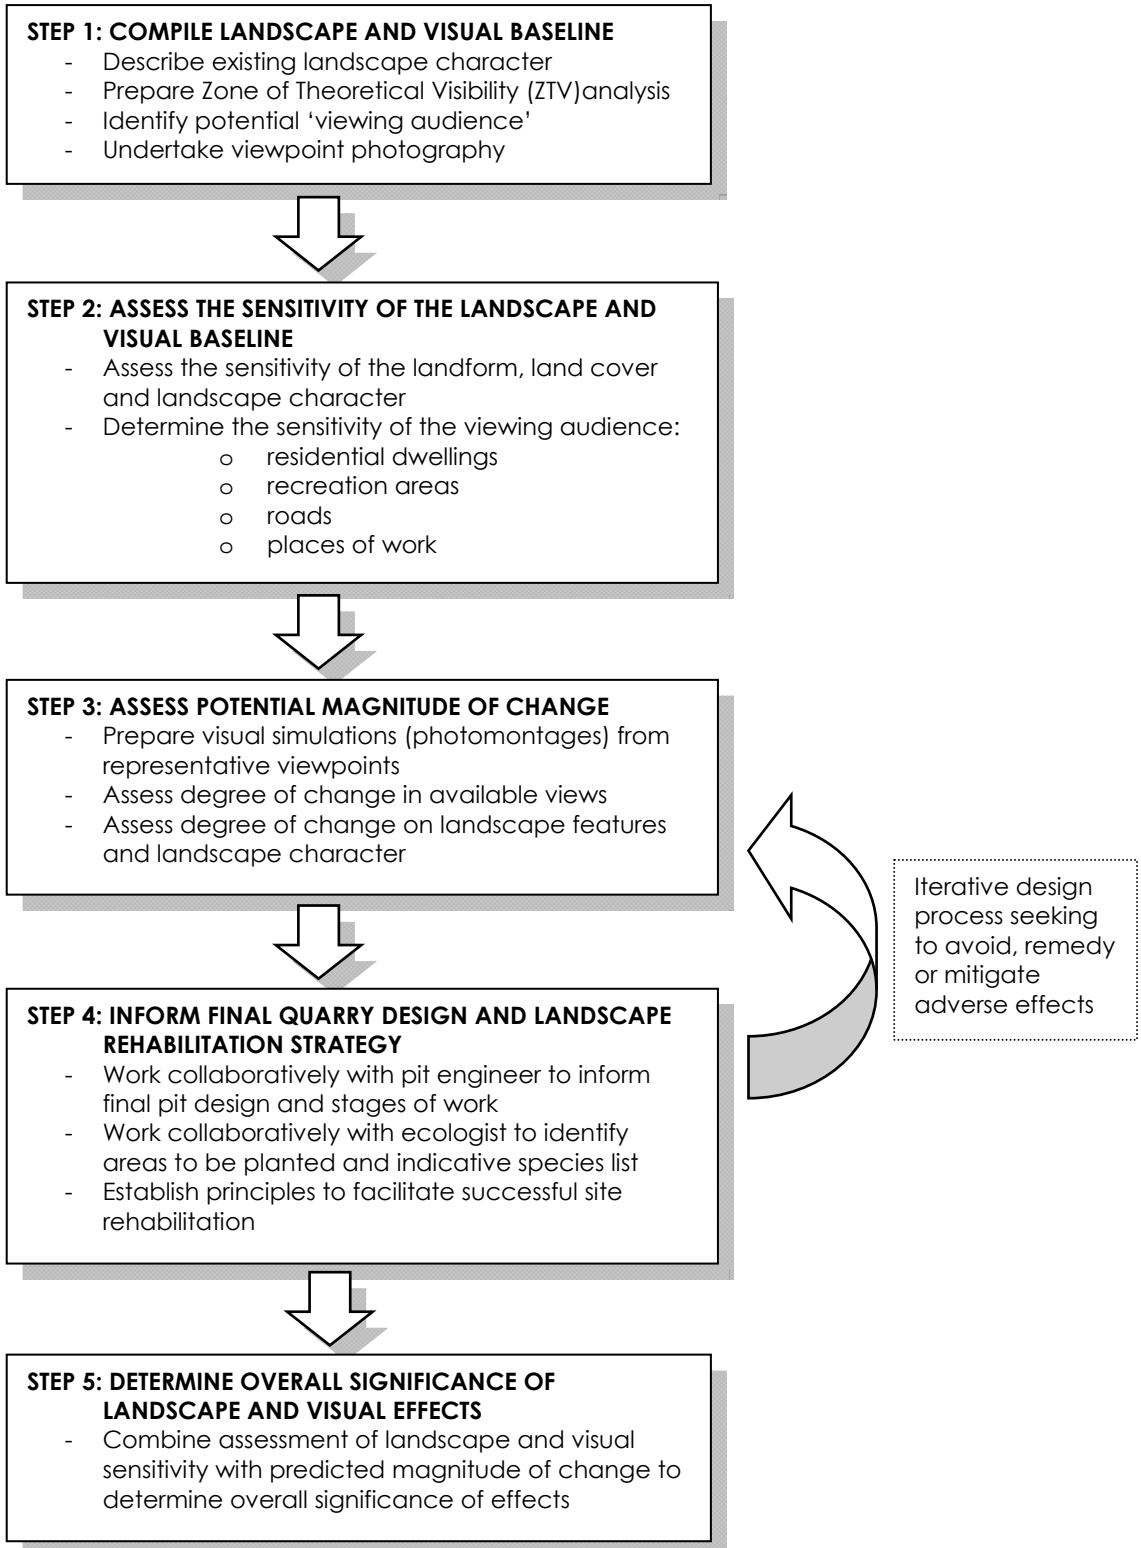 STEP 1: COMPILE LANDSCAPE AND VISUAL BASELINE
- Describe existing landscape character
- Prepare Zone of Theoretical Visibility (ZTV)analysis
- Identify potential ‘viewing audience’
- Undertake viewpoint photography
STEP 2: ASSESS THE SENSITIVITY OF THE LANDSCAPE AND
VISUAL BASELINE
- Assess the sensitivity of the landform, land cover
and landscape character
- Determine the sensitivity of the viewing audience:
o residential dwellings
o recreation areas
o roads
o places of work
STEP 3: ASSESS POTENTIAL MAGNITUDE OF CHANGE
- Prepare visual simulations (photomontages) from
representative viewpoints
- Assess degree of change in available views
- Assess degree of change on landscape features
and landscape character
Iterative design
process seeking
to avoid, remedy
or mitigate
adverse effects
STEP 4: INFORM FINAL QUARRY DESIGN AND LANDSCAPE
REHABILITATION STRATEGY
- Work collaboratively with pit engineer to inform
final pit design and stages of work
- Work collaboratively with ecologist to identify
areas to be planted and indicative species list
- Establish principles to facilitate successful site
rehabilitation
STEP 5: DETERMINE OVERALL SIGNIFICANCE OF
LANDSCAPE AND VISUAL EFFECTS
- Combine assessment of landscape and visual
sensitivity with predicted magnitude of change to
determine overall significance of effects